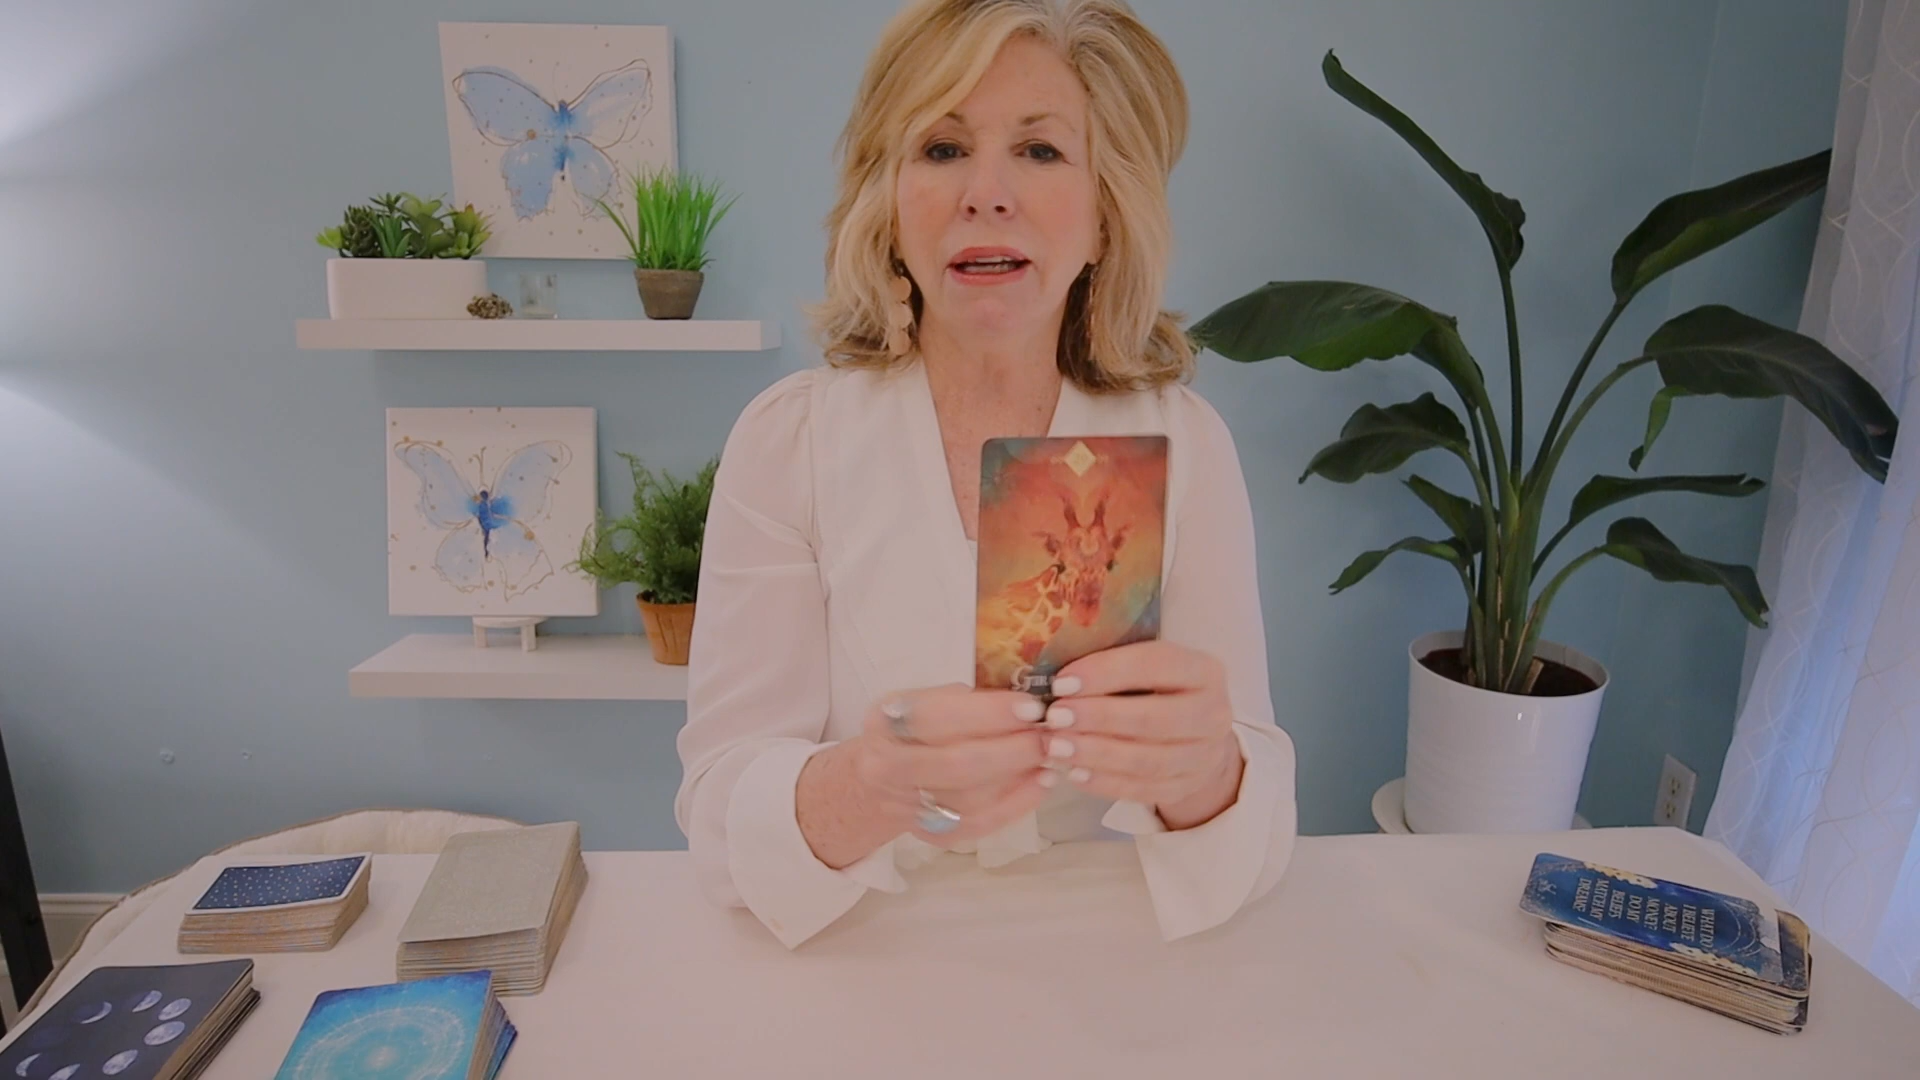 WHAT DO
I BELIEVE
ABOUT
MONEY?
DO MY
BELIEFS
MATCH MY
DREAMS?